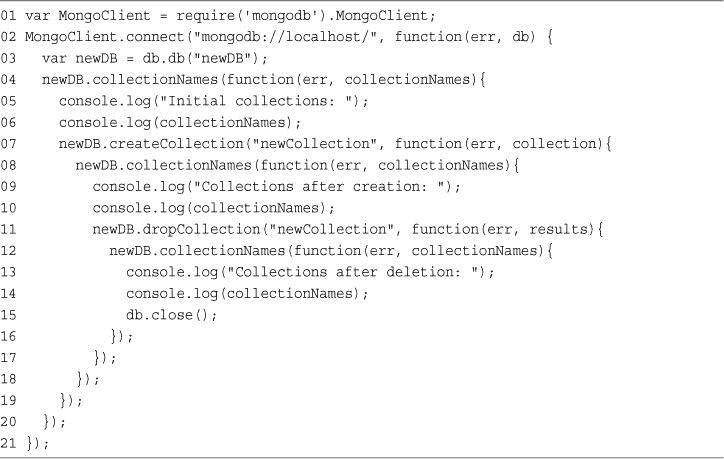 01 var MongoClient = require('mongodb').MongoClient;
02 MongoClient.connect("mongodb://localhost/", function(err, db) {
03   var newDB = db.db("newDB");
04   newDB.collectionNames(function(err, collectionNames){
05     console.log("Initial collections: ");
06     console.log(collectionNames);
07     newDB.createCollection("newCollection", function(err, collection){
08       newDB.collectionNames(function(err, collectionNames){
09         console.log("Collections after creation: ");
10         console.log(collectionNames);
11         newDB.dropCollection("newCollection", function(err, results){
12           newDB.collectionNames(function(err, collectionNames){
13             console.log("Collections after deletion: ");
14             console.log(collectionNames);
15             db.close();
16           });
17         });
18       });
19     });
20   });
21 });